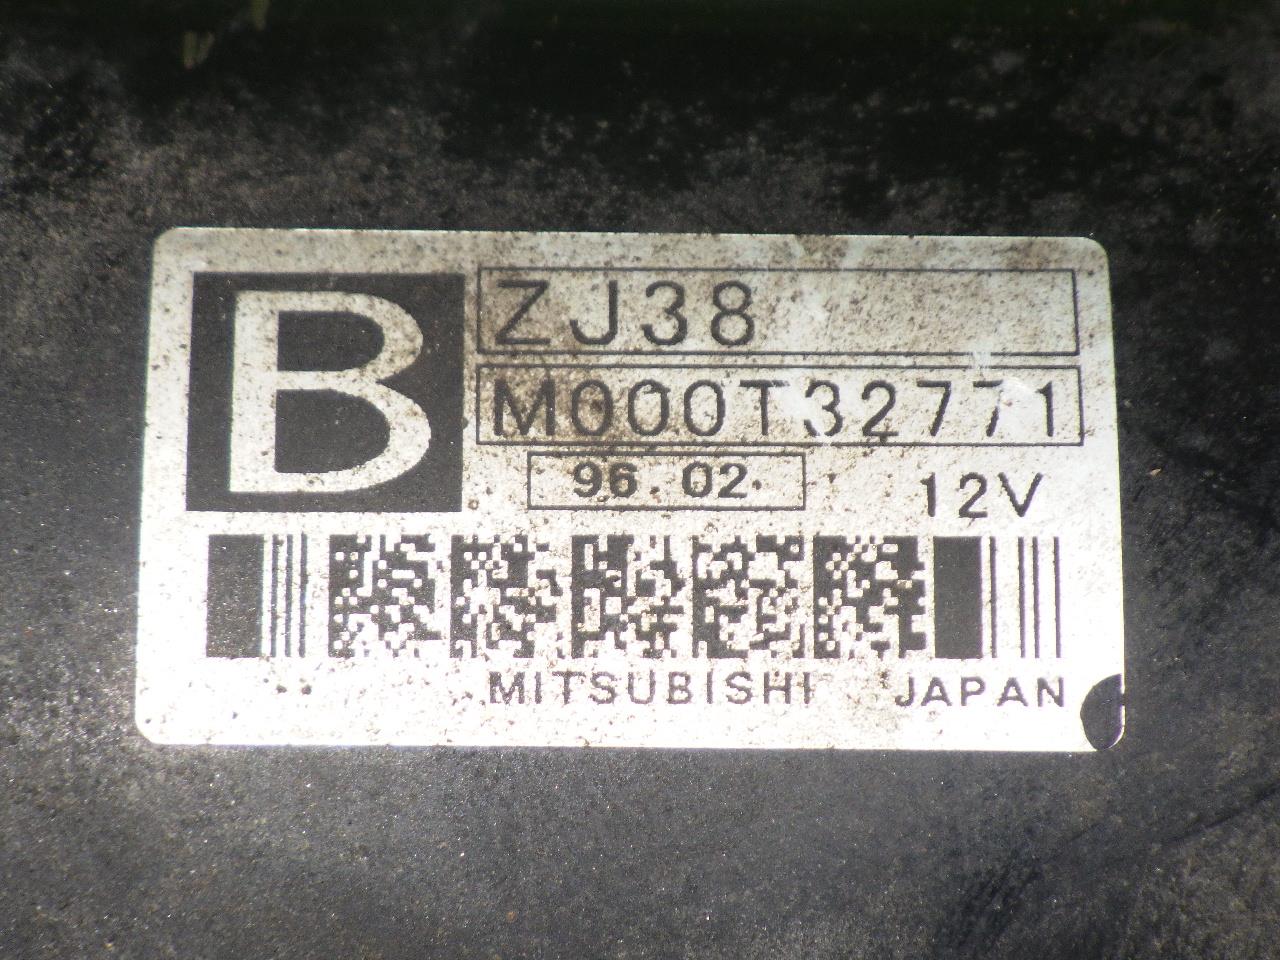 B
ZJ38
M000T32771
96.02
12V
MITSUBISHI JAPAN